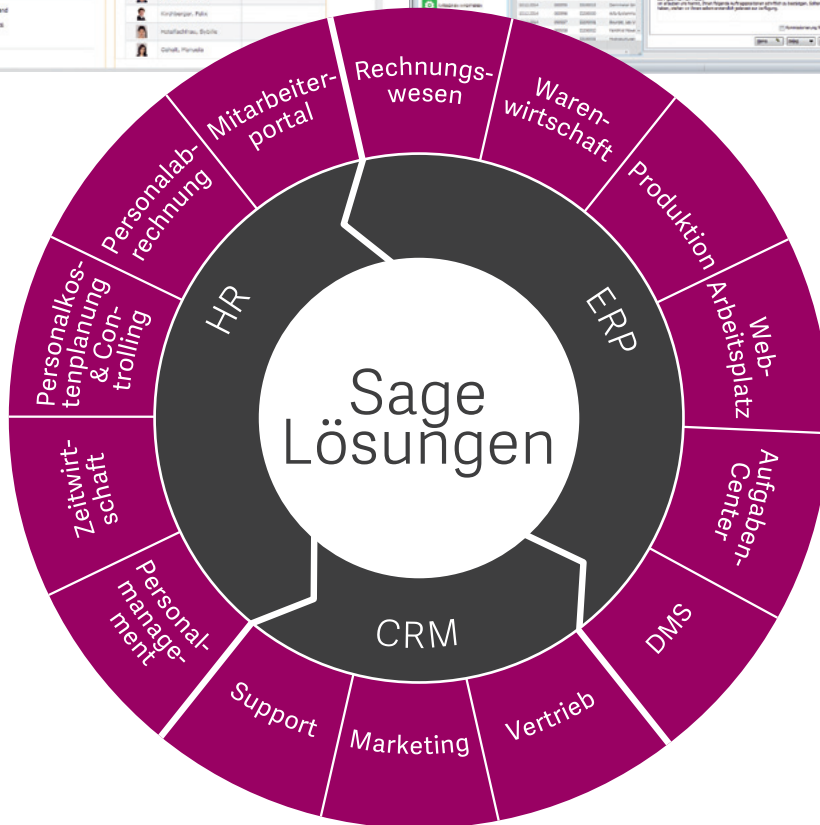 Sage
Lösungen
HR
ERP
CRM
Rechnungs-
wesen
Waren-
wirtschaft
Produktion
Web-
Arbeitsplatz
Aufgaben-
Center
DMS
Vertrieb
Marketing
Support
Personal-
manage-
ment
Zeitwirt-
schaft
Personalkos-
tenplanung
& Con-
trolling
Personalab-
rechnung
Mitarbeiter-
portal